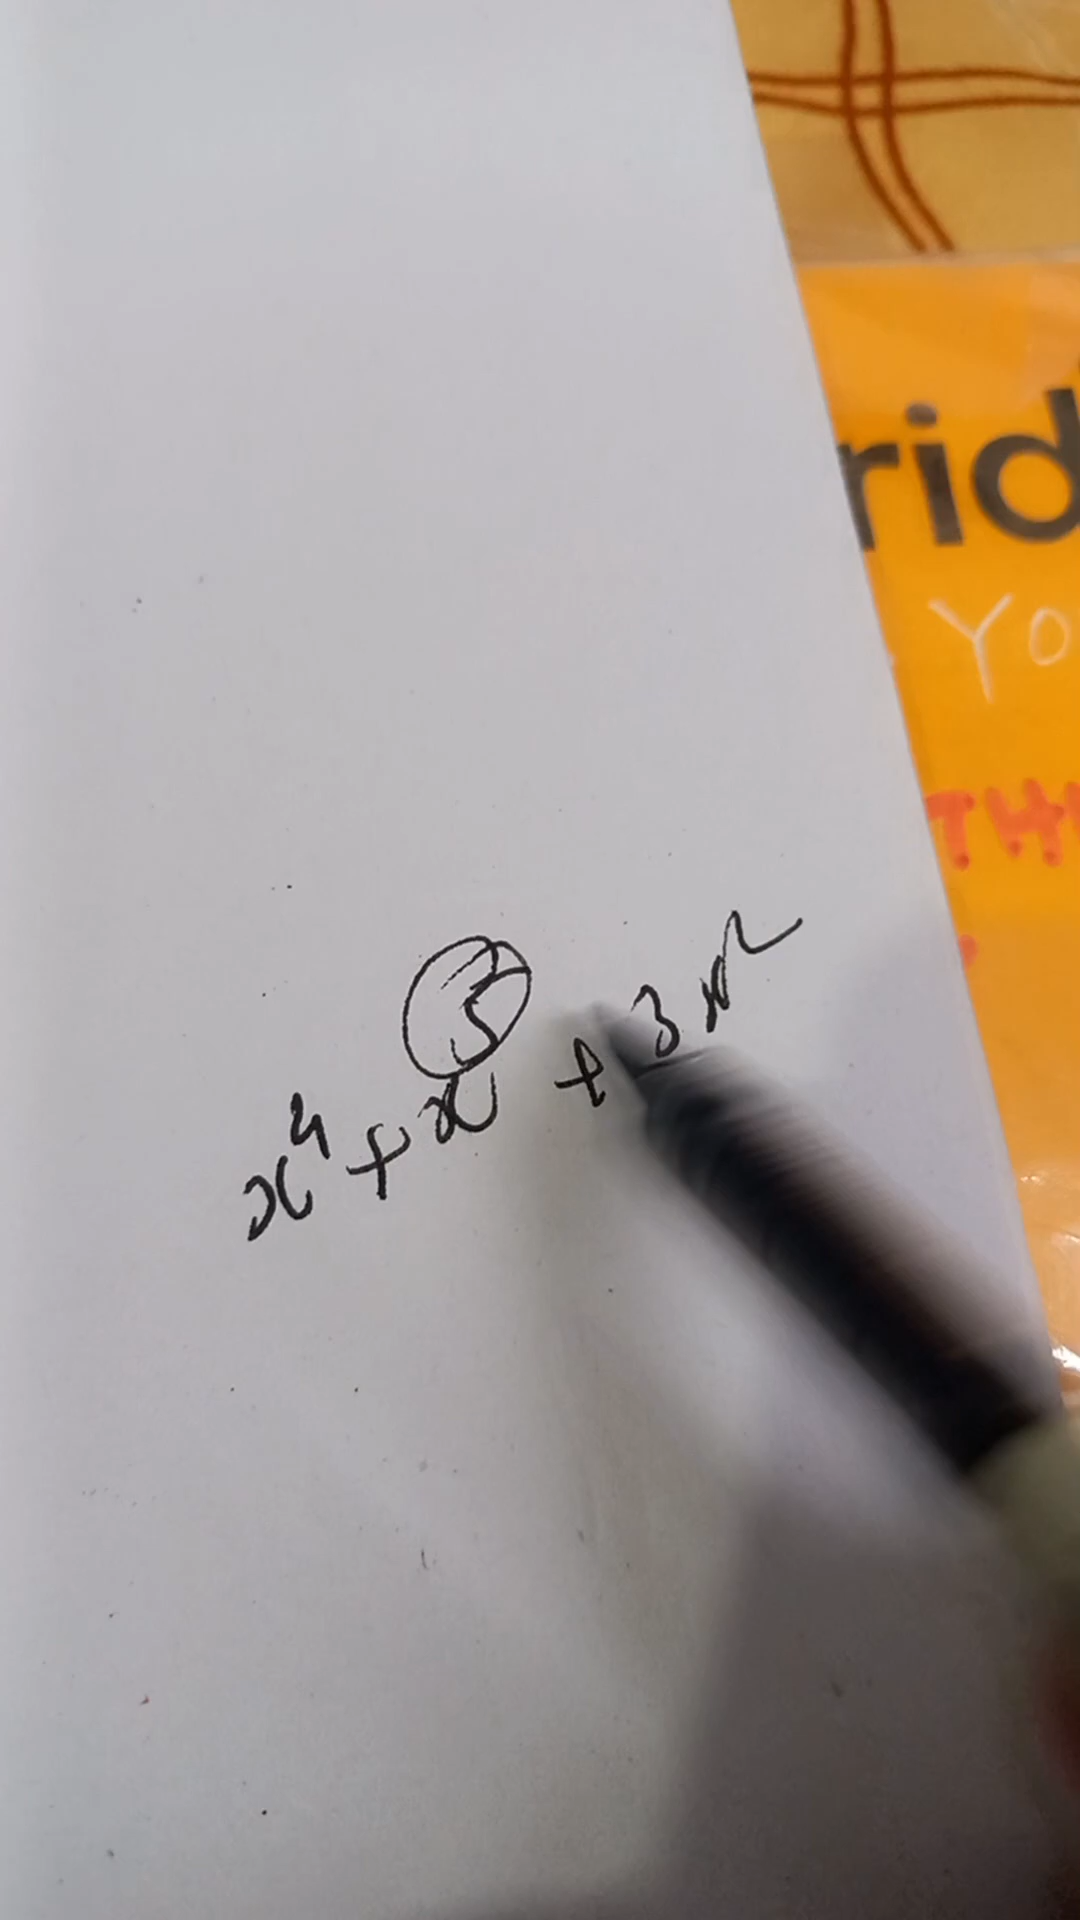 rid
YO
TH
x⁴ + x⁵ + 3x²